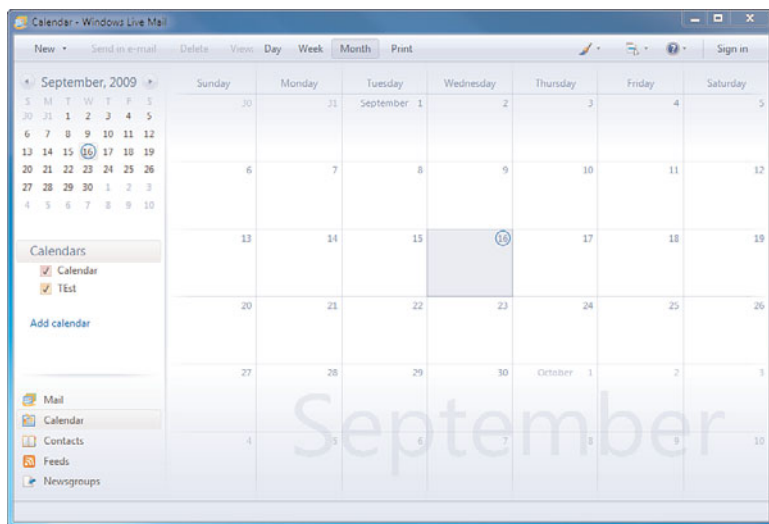 Calendar - Windows Live Mail
New Send in e-mail Delete View: Day Week Month Print Sign in
September, 2009
S M T W T F S
30 31 1 2 3 4 5
6 7 8 9 10 11 12
13 14 15 16 17 18 19
20 21 22 23 24 25 26
27 28 29 30 1 2 3
4 5 6 7 8 9 10
Calendars
Calendar
TEst
Add calendar
Mail
Calendar
Contacts
Feeds
Newsgroups
Sunday Monday Tuesday Wednesday Thursday Friday Saturday
30 31 September 1 2 3 4 5
6 7 8 9 10 11 12
13 14 15 16 17 18 19
20 21 22 23 24 25 26
27 28 29 30 October 1 2 3
4 5 6 7 8 9 10
September